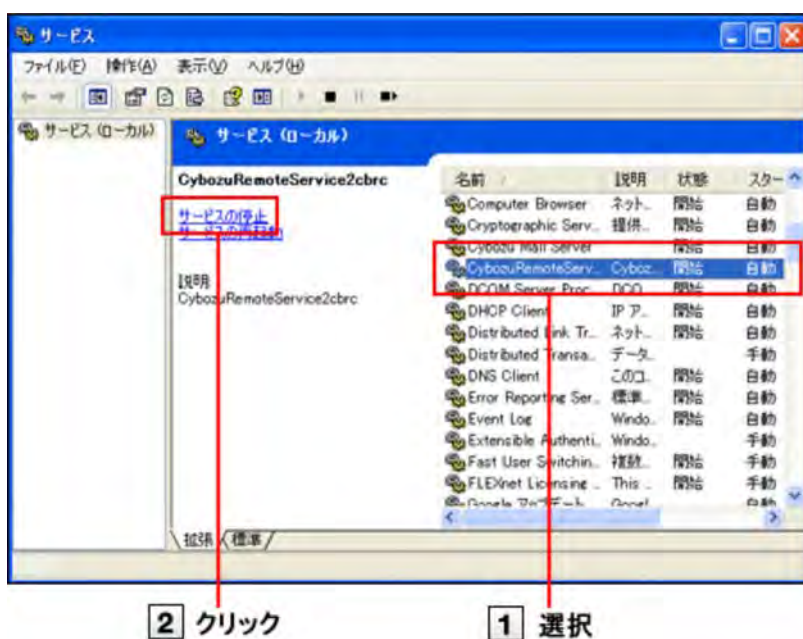 サービス
ファイル(F) 操作(A) 表示(V) ヘルプ(H)
サービス (ローカル)
サービス (ローカル)
CybozuRemoteService2cbrc
サービスの停止
サービスの再起動
説明
CybozuRemoteService2cbrc
名前 説明 状態 スター
Computer Browser ネット... 開始 自動
Cryptographic Serv... 提供... 開始 自動
Cybozu Mail Server 開始 自動
CybozuRemoteServ... Cyboz... 開始 自動
DCOM Server Proc... DCO... 開始 自動
DHCP Client IP ア... 開始 自動
Distributed Link Tr... ネット... 開始 自動
Distributed Transa... データ... 手動
DNS Client このコ... 開始 自動
Error Reporting Ser... 標準... 開始 自動
Event Log Windo... 開始 自動
Extensible Authenti... Windo... 手動
Fast User Switchin... 複数... 開始 手動
FLEXnet Licensing ... This ... 開始 手動
Google アップデート Googl 自動
拡張 標準
2 クリック
1 選択